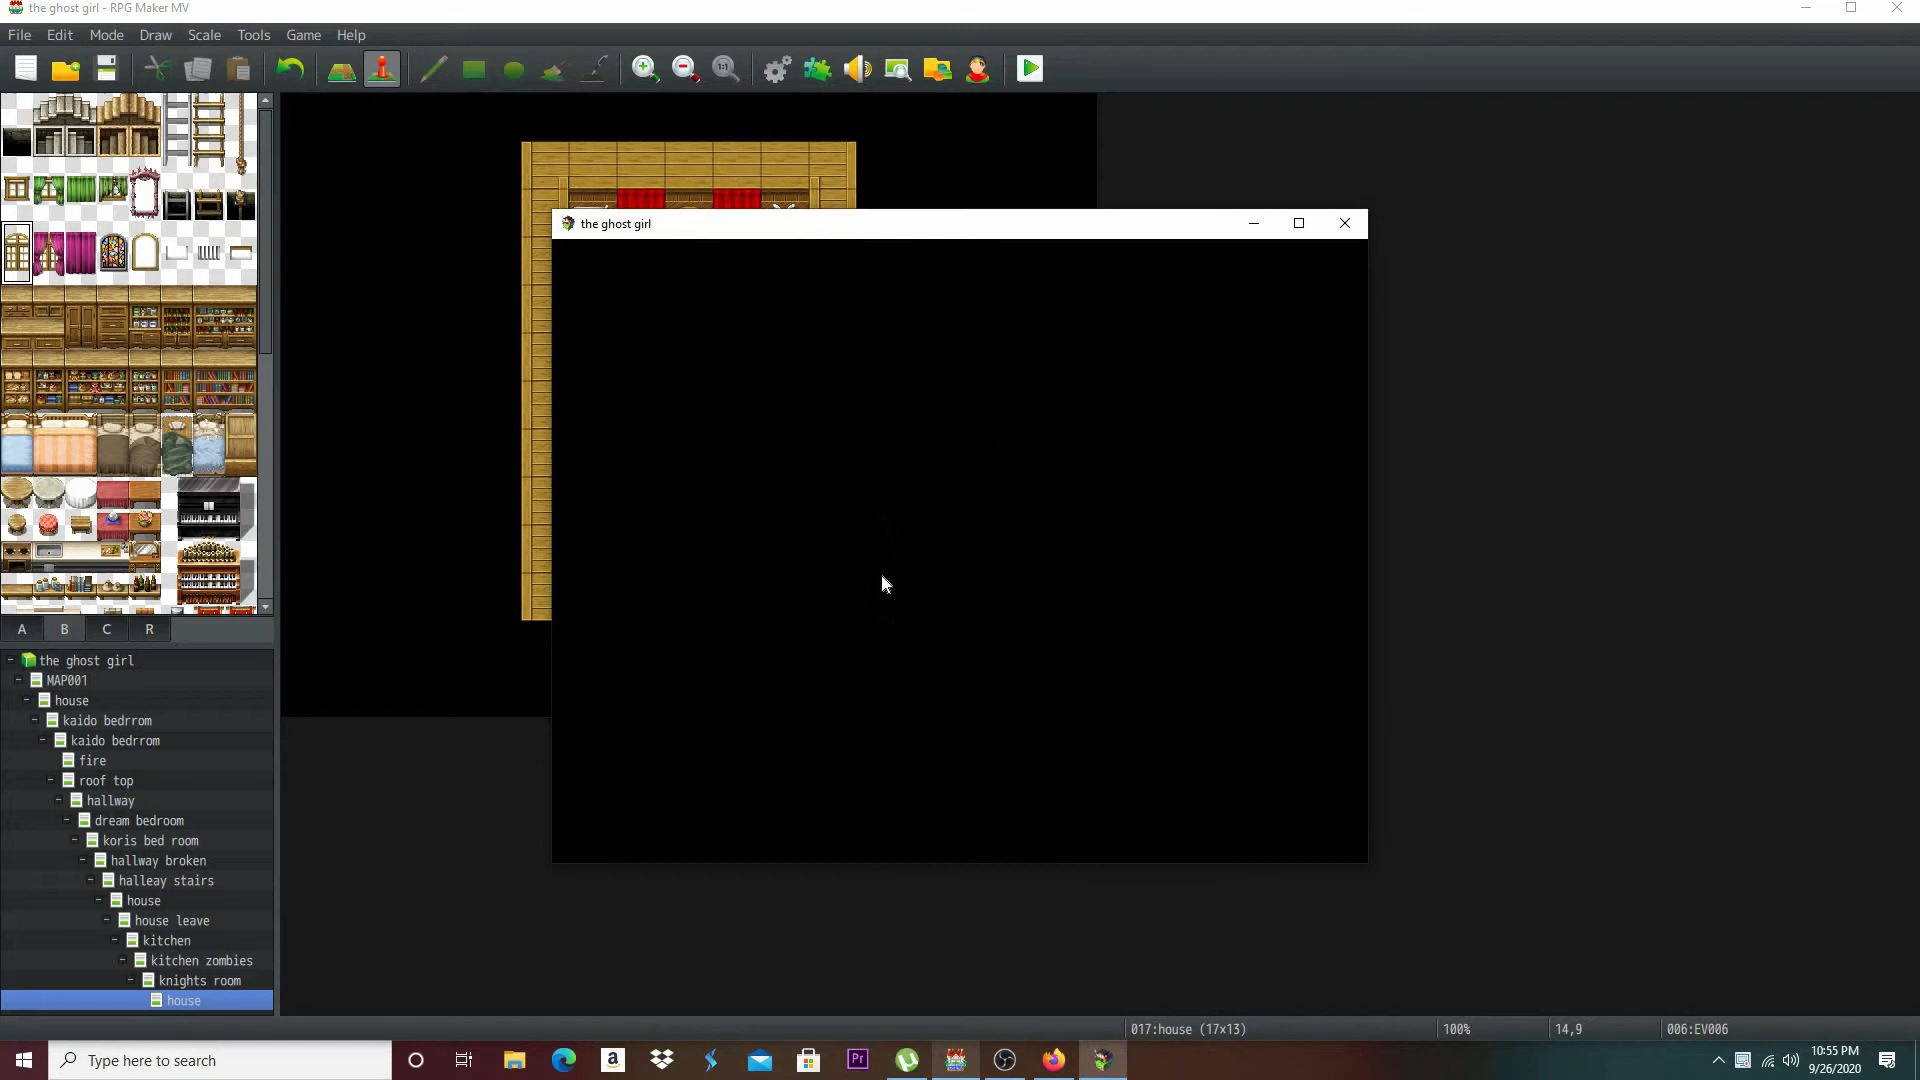 the ghost girl - RPG Maker MV
File Edit Mode Draw Scale Tools Game Help
1:1
the ghost girl
A B C R
the ghost girl
MAP001
house
kaido bedrrom
kaido bedrrom
fire
roof top
hallway
dream bedroom
koris bed room
hallway broken
halleay stairs
house
house leave
kitchen
kitchen zombies
knights room
house
017:house (17x13) 100% 14,9 006:EV006
Type here to search
a
Pr
10:55 PM
9/26/2020